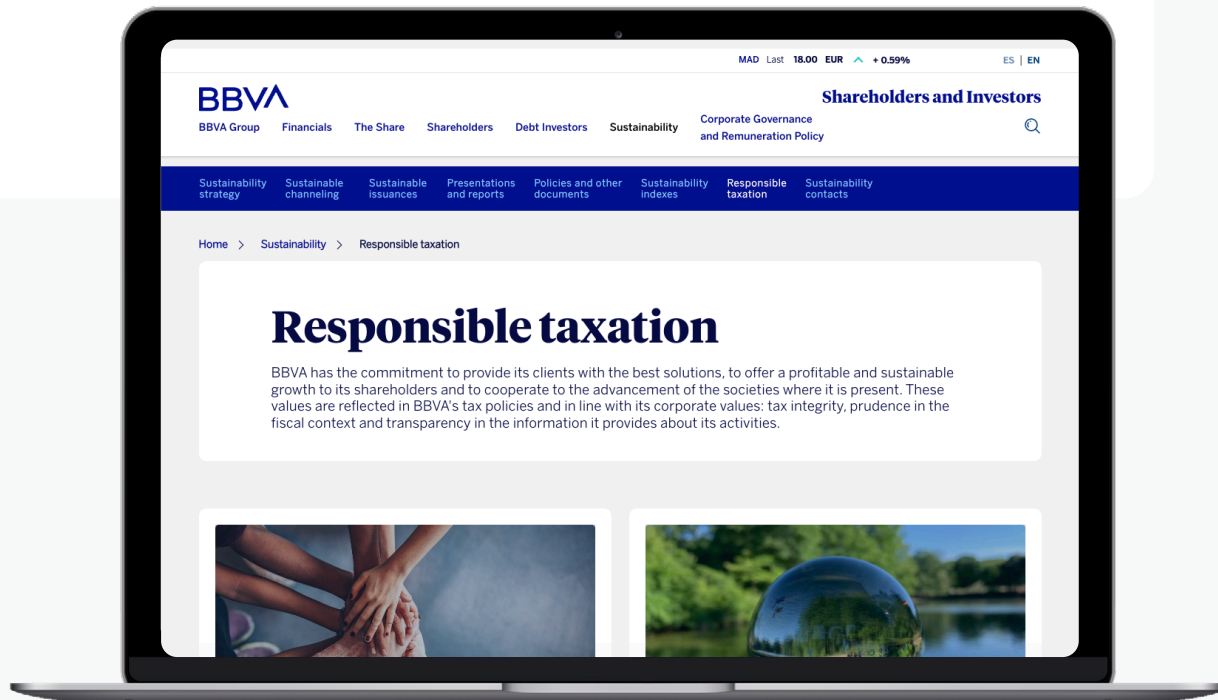 MAD Last 18.00 EUR + 0.59% ES | EN
BBVA
Shareholders and Investors
BBVA Group Financials The Share Shareholders Debt Investors Sustainability Corporate Governance
and Remuneration Policy
Sustainability
strategy
Sustainable
channeling
Sustainable
issuances
Presentations
and reports
Policies and other
documents
Sustainability
indexes
Responsible
taxation
Sustainability
contacts
Home > Sustainability > Responsible taxation
Responsible taxation
BBVA has the commitment to provide its clients with the best solutions, to offer a profitable and sustainable
growth to its shareholders and to cooperate to the advancement of the societies where it is present. These
values are reflected in BBVA's tax policies and in line with its corporate values: tax integrity, prudence in the
fiscal context and transparency in the information it provides about its activities.